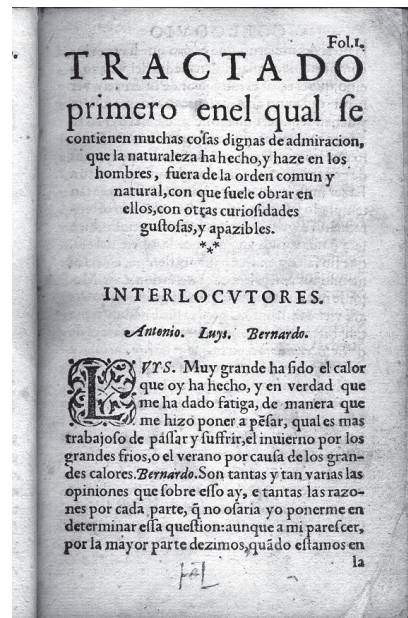 Fol.1.
TRACTADO
primero enel qual ſe
contienen muchas coſas dignas de admiracion,
que la naturaleza ha hecho, y haze en los
hombres, fuera de la orden comun y
natural, con que ſuele obrar en
ellos, con otras curioſidades
guſtoſas, y apazibles.
INTERLOCVTORES.
Antonio. Luys. Bernardo.
LVYS. Muy grande ha ſido el calor
que oy ha hecho, y en verdad que
me ha dado fatiga, de manera que
me hizo poner a pẽſar, qual es mas
trabajoſo de paſſar y ſuffrir, el inuierno por los
grandes frios, o el verano por cauſa de los gran-
des calores. Bernardo. Son tantas y tan varias las
opiniones que ſobre eſſo ay, e tantas las razo-
nes por cada parte, q̃ no oſaria yo ponerme en
determinar eſſa queſtion: aunque a mi pareſcer,
por la mayor parte dezimos, quãdo eſtamos en
la